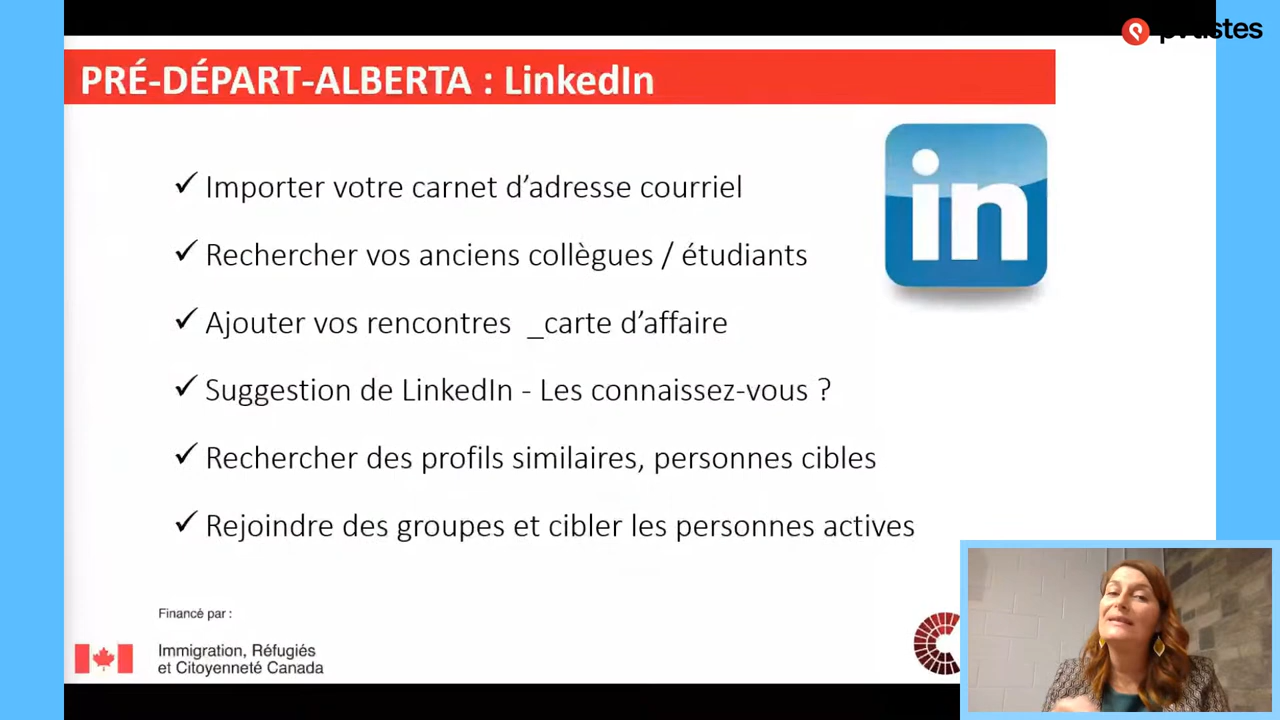 pvtistes
PRÉ-DÉPART-ALBERTA : LinkedIn
in
✓ Importer votre carnet d’adresse courriel
✓ Rechercher vos anciens collègues / étudiants
✓ Ajouter vos rencontres _carte d’affaire
✓ Suggestion de LinkedIn - Les connaissez-vous ?
✓ Rechercher des profils similaires, personnes cibles
✓ Rejoindre des groupes et cibler les personnes actives
Financé par :
Immigration, Réfugiés
et Citoyenneté Canada